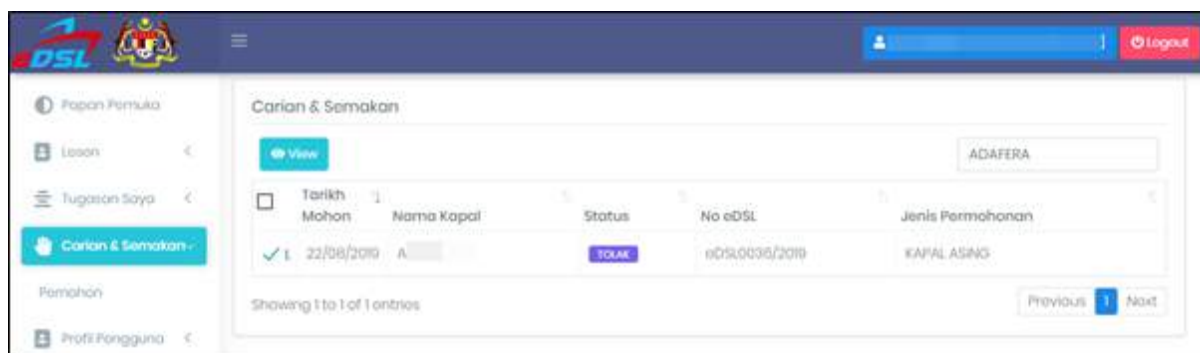 eDSL
Logout
Papan Pemuka
Carian & Semakan
Lesen
View
ADAFERA
Tugasan Saya
Tarikh Mohon
Nama Kapal
Status
No eDSL
Jenis Permohonan
Carian & Semakan
1 22/08/2019 A
TOLAK
eDSL0036/2019
KAPAL ASING
Pemohon
Showing 1 to 1 of 1 entries
Previous 1 Next
Profil Pengguna